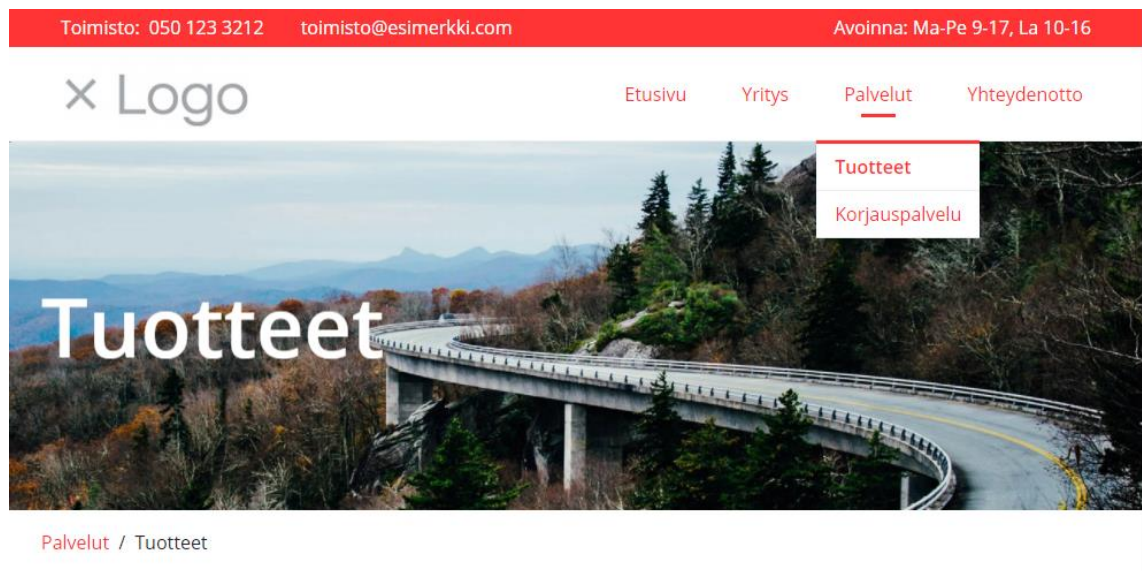 Toimisto: 050 123 3212 toimisto@esimerkki.com Avoinna: Ma-Pe 9-17, La 10-16
× Logo
Etusivu Yritys Palvelut Yhteydenotto
Tuotteet
Korjauspalvelu
Tuotteet
Palvelut / Tuotteet